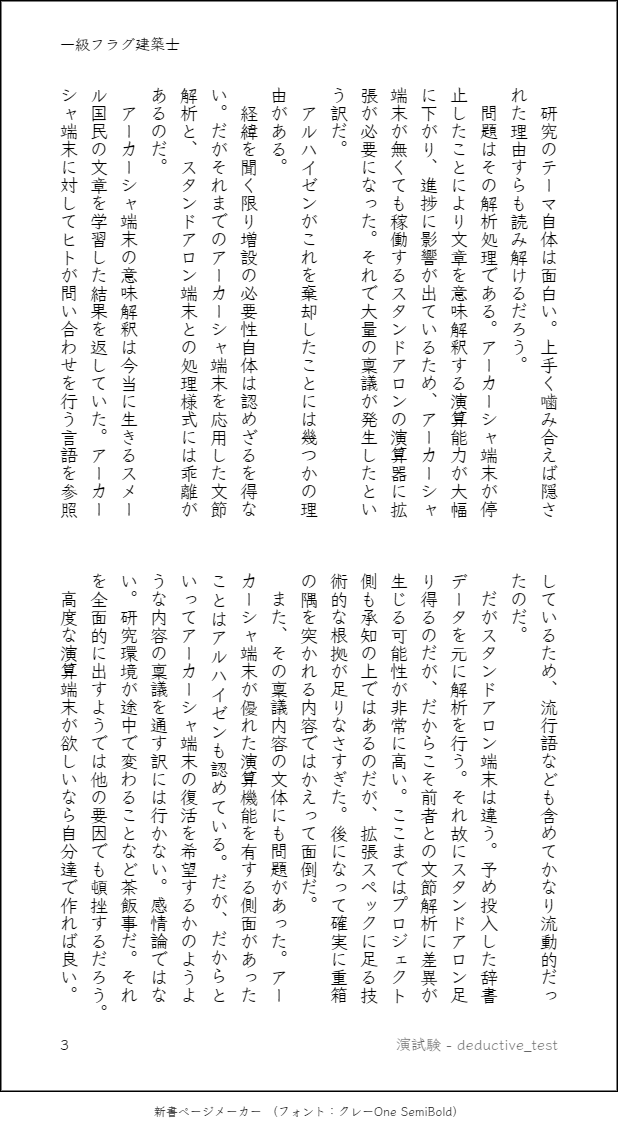 一級フラグ建築士
　研究のテーマ自体は面白い。上手く噛み合えば隠さ
れた理由すらも読み解けるだろう。
　問題はその解析処理である。アーカーシャ端末が停
止したことにより文章を意味解釈する演算能力が大幅
に下がり、進捗に影響が出ているため、アーカーシャ
端末が無くても稼働するスタンドアロンの演算器に拡
張が必要になった。それで大量の稟議が発生したとい
う訳だ。
　アルハイゼンがこれを棄却したことには幾つかの理
由がある。
　経緯を聞く限り増設の必要性自体は認めざるを得な
い。だがそれまでのアーカーシャ端末を応用した文節
解析と、スタンドアロン端末との処理様式には乖離が
あるのだ。
　アーカーシャ端末の意味解釈は今当に生きるスメー
ル国民の文章を学習した結果を返していた。アーカー
シャ端末に対してヒトが問い合わせを行う言語を参照
しているため、流行語なども含めてかなり流動的だっ
たのだ。
　だがスタンドアロン端末は違う。予め投入した辞書
データを元に解析を行う。それ故にスタンドアロン足
り得るのだが、だからこそ前者との文節解析に差異が
生じる可能性が非常に高い。ここまではプロジェクト
側も承知の上ではあるのだが、拡張スペックに足る技
術的な根拠が足りなさすぎた。後になって確実に重箱
の隅を突かれる内容ではかえって面倒だ。
　また、その稟議内容の文体にも問題があった。アー
カーシャ端末が優れた演算機能を有する側面があった
ことはアルハイゼンも認めている。だが、だからと
いってアーカーシャ端末の復活を希望するかのようよ
うな内容の稟議を通す訳には行かない。感情論ではな
い。研究環境が途中で変わることなど茶飯事だ。それ
を全面的に出すようでは他の要因でも頓挫するだろう。
　高度な演算端末が欲しいなら自分達で作れば良い。
3
演試験 - deductive_test
新書ページメーカー （フォント：クレーOne SemiBold）